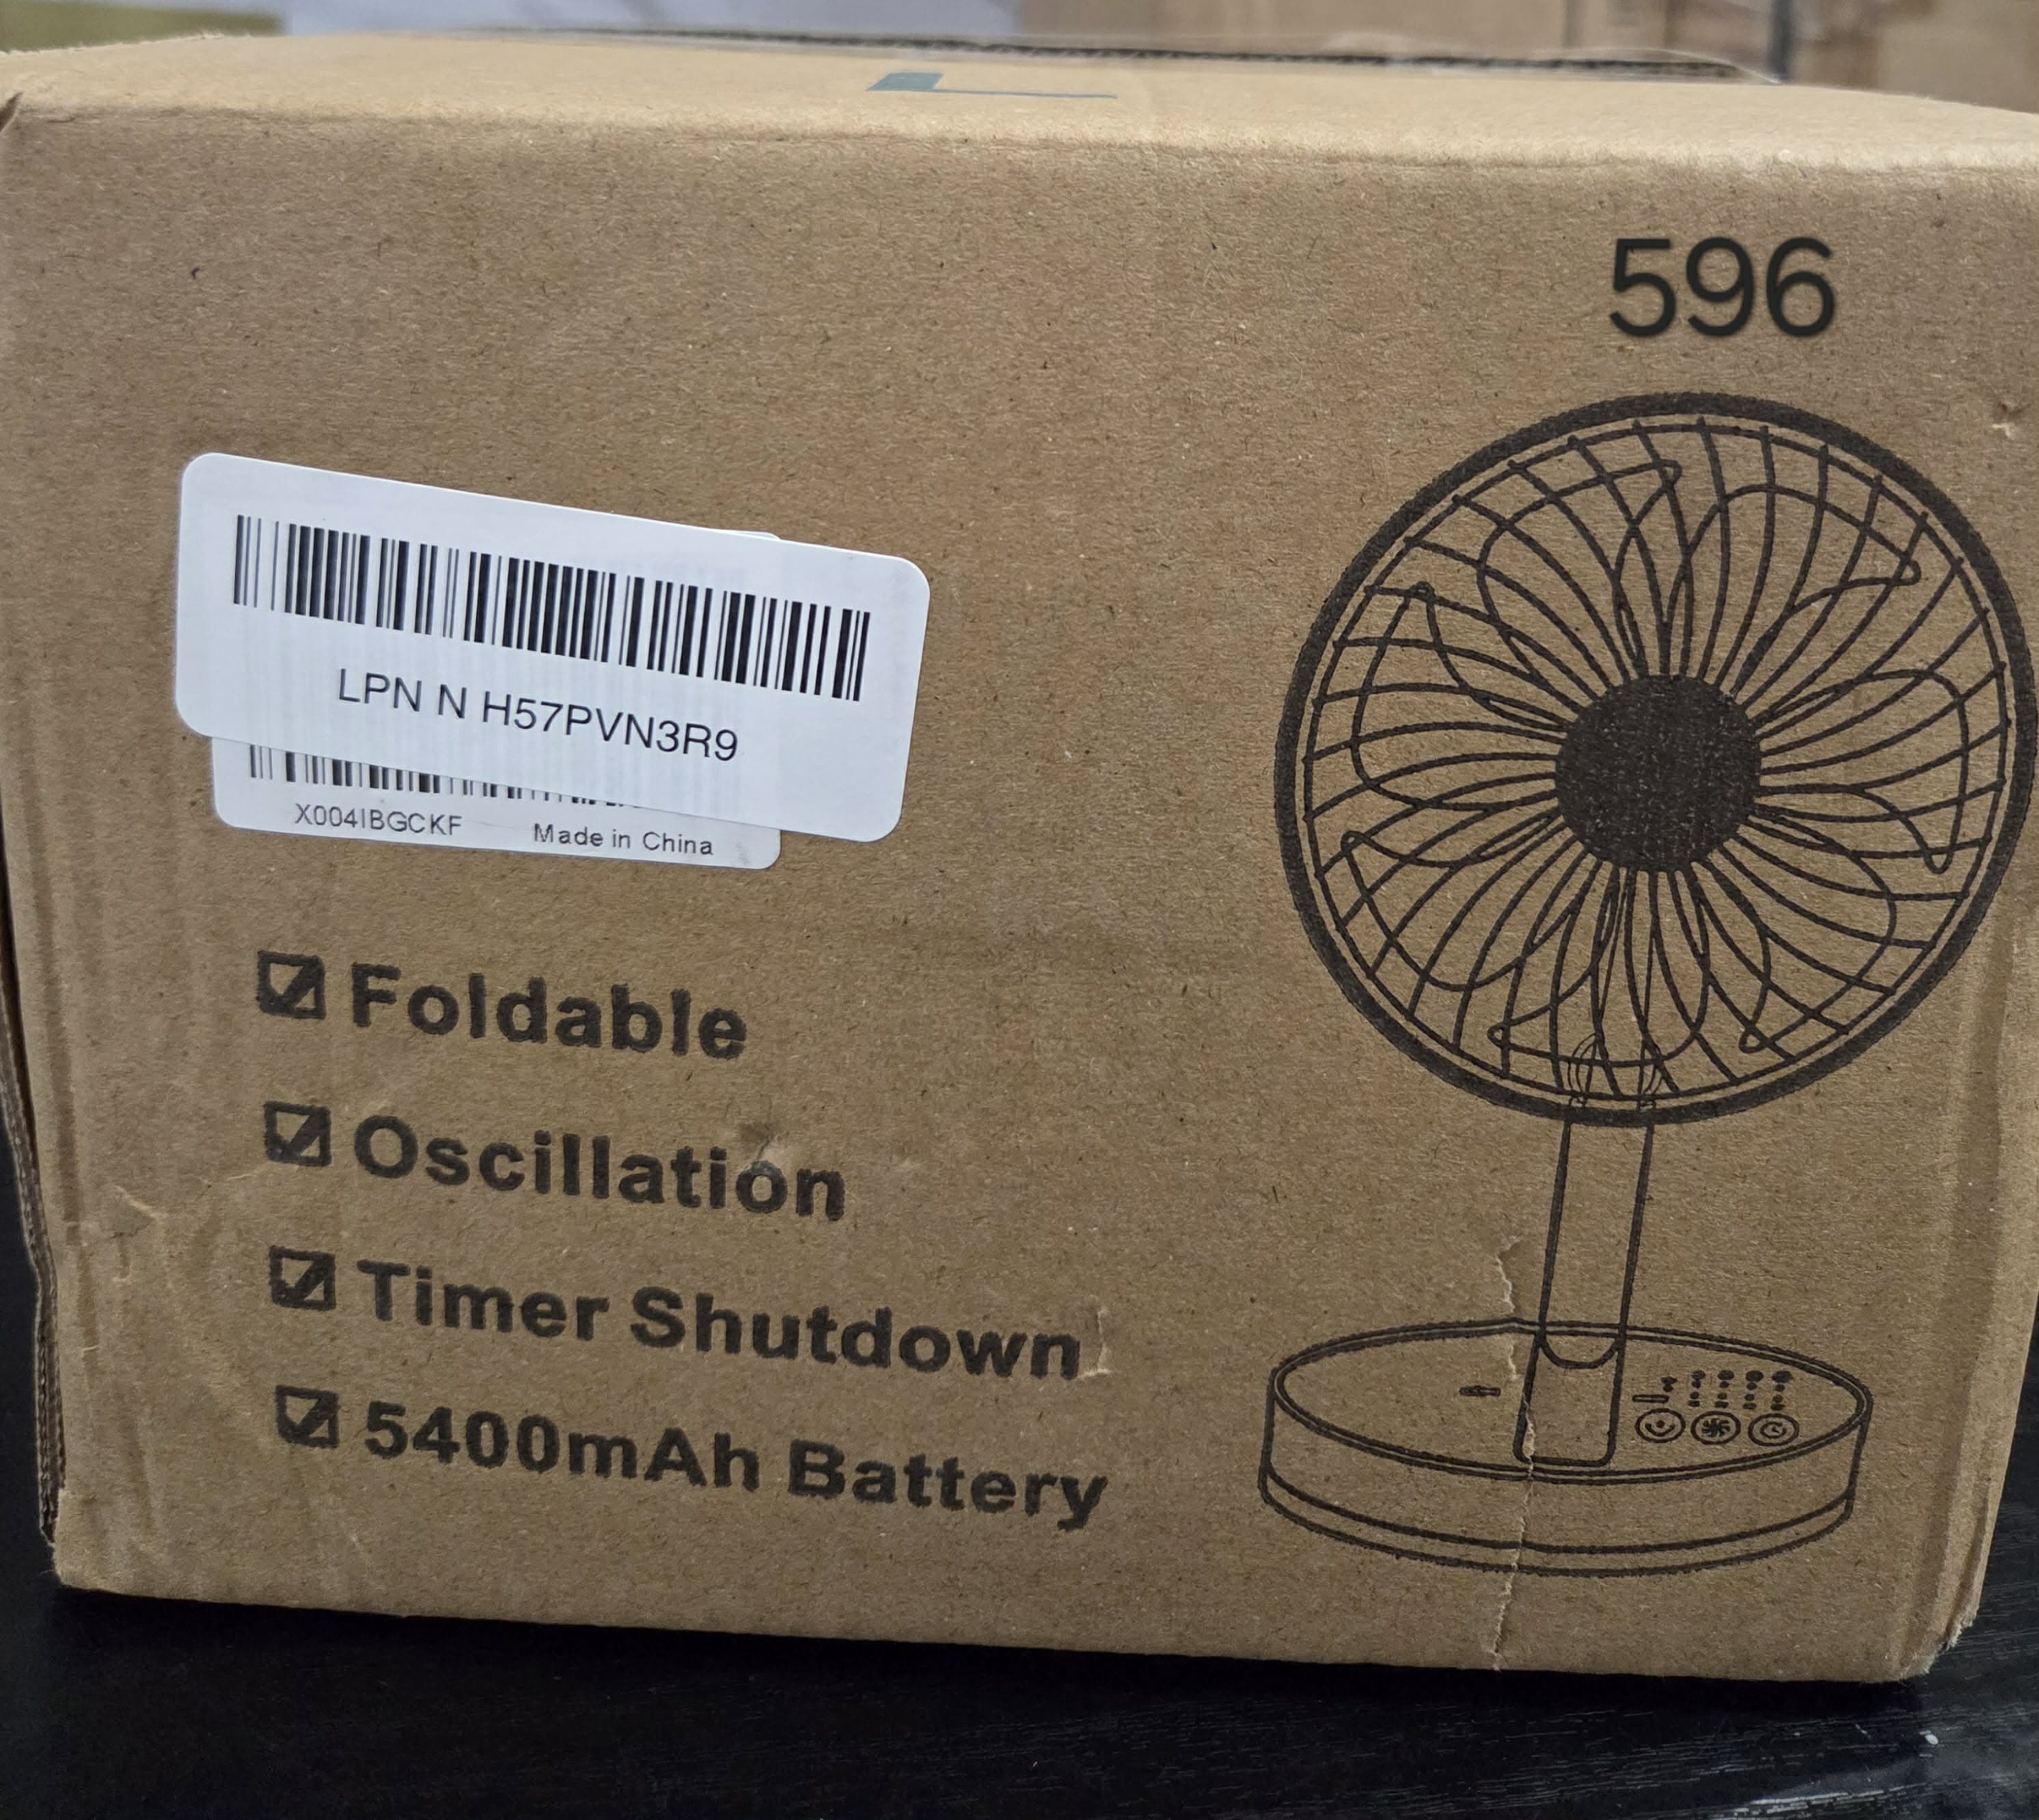 596
LPN N H57PVN3R9
X004IBGCKF Made in China
Foldable
Oscillation
Timer Shutdown
5400mAh Battery